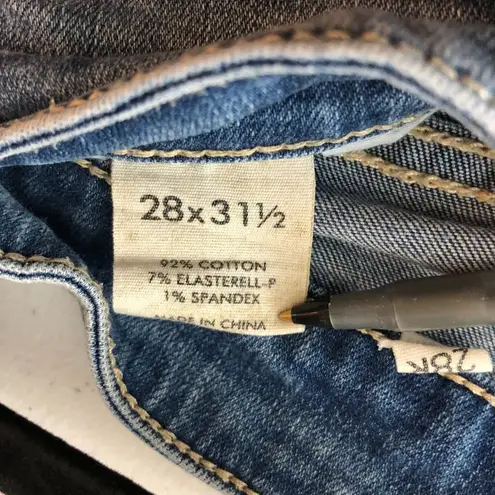 28x31½
92% COTTON
7% ELASTERELL-P
1% SPANDEX
MADE IN CHINA
28R